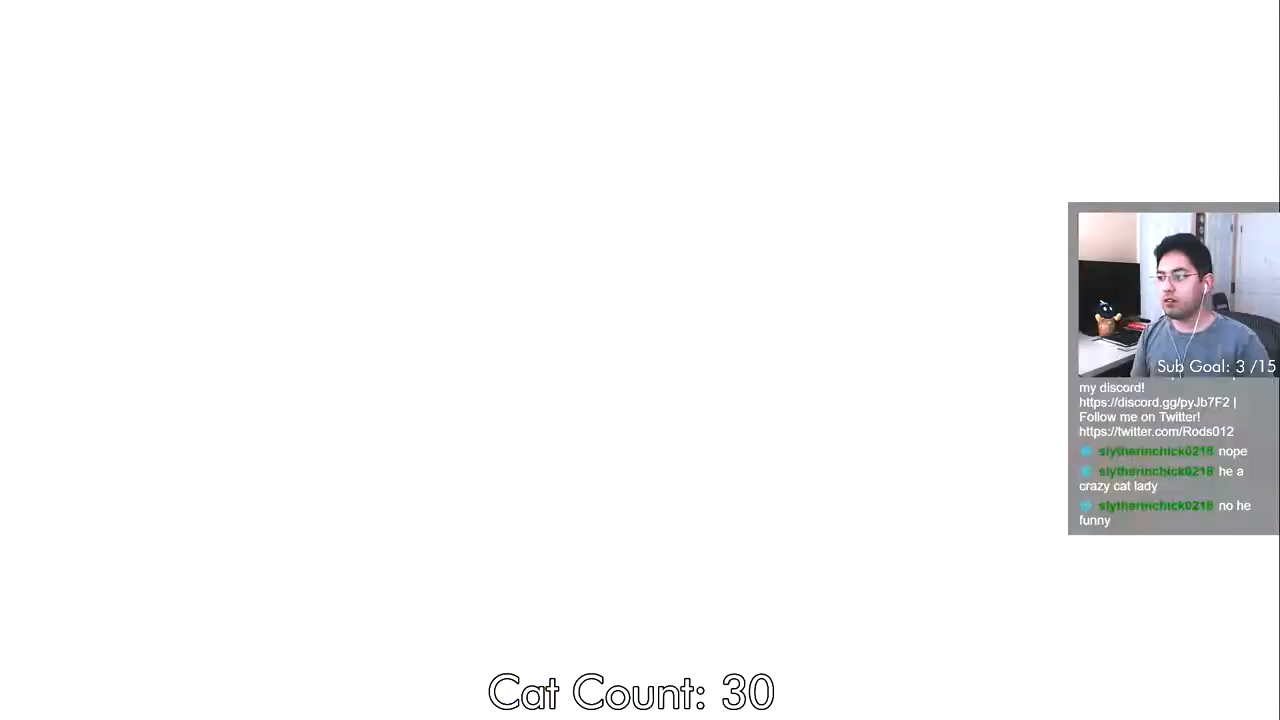 Sub Goal: 3 /15
my discord!
https://discord.gg/pyJb7F2 |
Follow me on Twitter!
https://twitter.com/Rods012
slytherinchick0218 nope
slytherinchick0218 he a
crazy cat lady
slytherinchick0218 no he
funny
Cat Count: 30